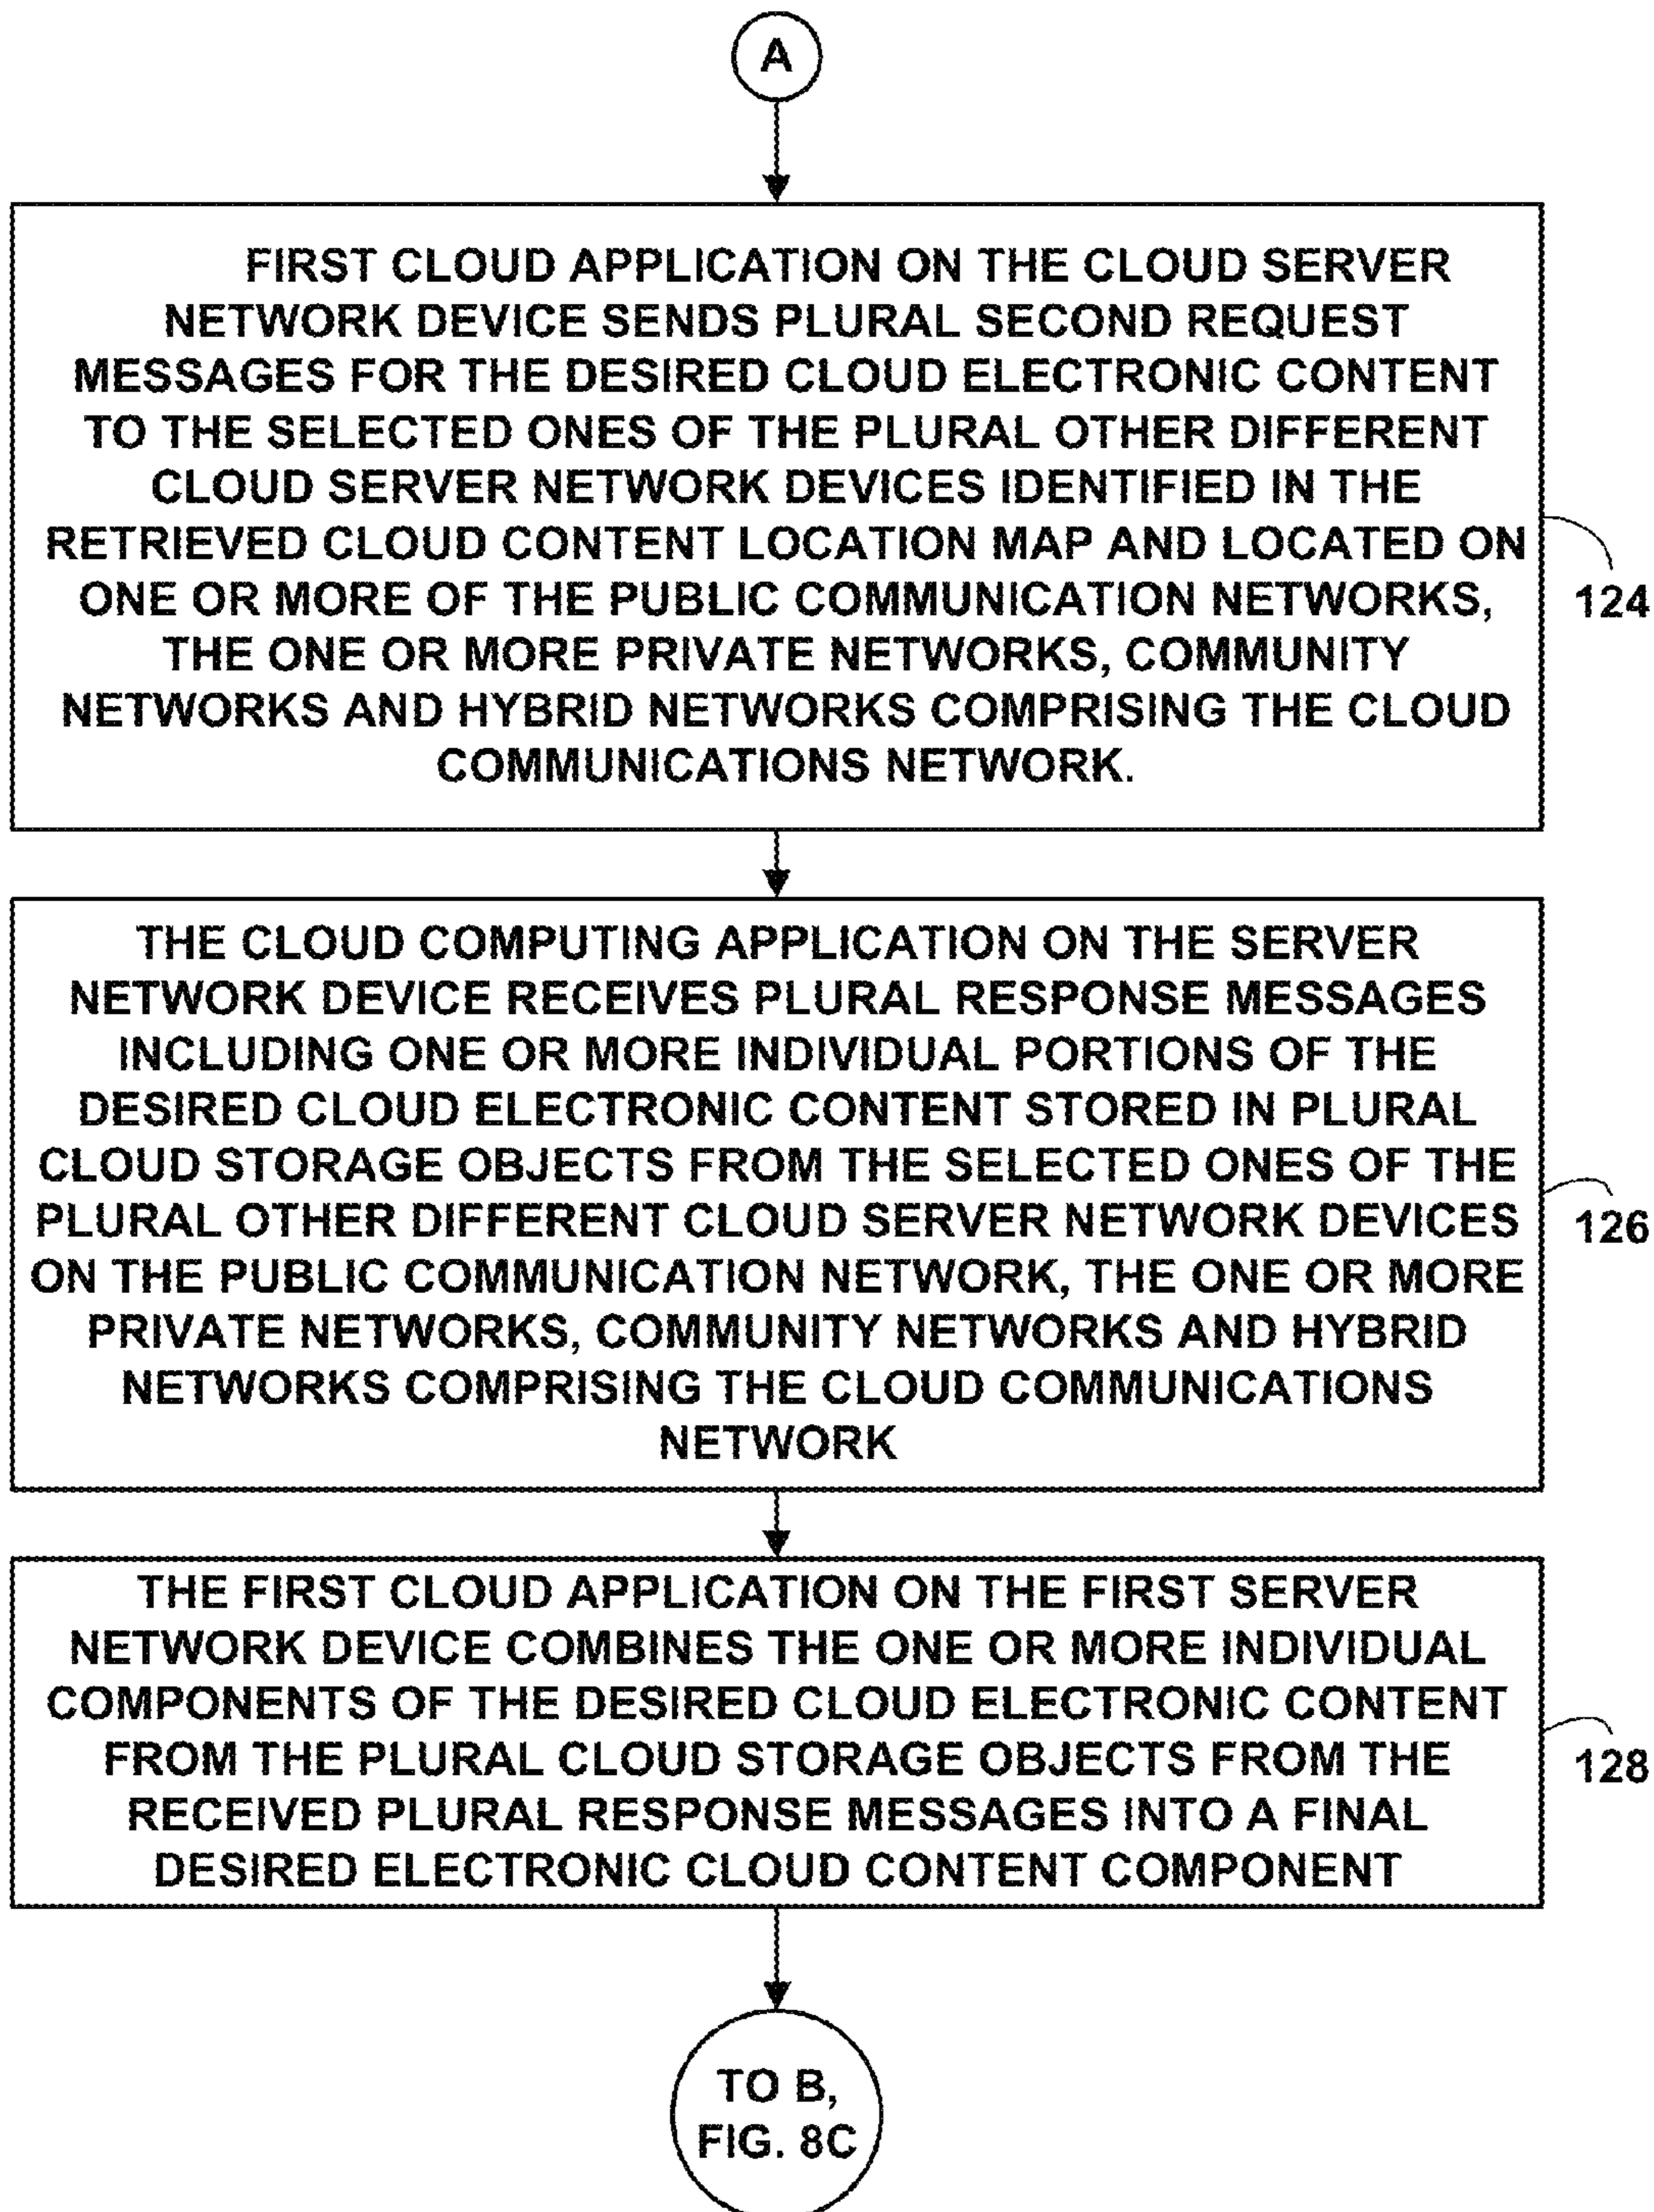 A
FIRST CLOUD APPLICATION ON THE CLOUD SERVER
NETWORK DEVICE SENDS PLURAL SECOND REQUEST
MESSAGES FOR THE DESIRED CLOUD ELECTRONIC CONTENT
TO THE SELECTED ONES OF THE PLURAL OTHER DIFFERENT
CLOUD SERVER NETWORK DEVICES IDENTIFIED IN THE
RETRIEVED CLOUD CONTENT LOCATION MAP AND LOCATED ON
ONE OR MORE OF THE PUBLIC COMMUNICATION NETWORKS,
THE ONE OR MORE PRIVATE NETWORKS, COMMUNITY
NETWORKS AND HYBRID NETWORKS COMPRISING THE CLOUD
COMMUNICATIONS NETWORK.
124
THE CLOUD COMPUTING APPLICATION ON THE SERVER
NETWORK DEVICE RECEIVES PLURAL RESPONSE MESSAGES
INCLUDING ONE OR MORE INDIVIDUAL PORTIONS OF THE
DESIRED CLOUD ELECTRONIC CONTENT STORED IN PLURAL
CLOUD STORAGE OBJECTS FROM THE SELECTED ONES OF THE
PLURAL OTHER DIFFERENT CLOUD SERVER NETWORK DEVICES
ON THE PUBLIC COMMUNICATION NETWORK, THE ONE OR MORE
PRIVATE NETWORKS, COMMUNITY NETWORKS AND HYBRID
NETWORKS COMPRISING THE CLOUD COMMUNICATIONS
NETWORK
126
THE FIRST CLOUD APPLICATION ON THE FIRST SERVER
NETWORK DEVICE COMBINES THE ONE OR MORE INDIVIDUAL
COMPONENTS OF THE DESIRED CLOUD ELECTRONIC CONTENT
FROM THE PLURAL CLOUD STORAGE OBJECTS FROM THE
RECEIVED PLURAL RESPONSE MESSAGES INTO A FINAL
DESIRED ELECTRONIC CLOUD CONTENT COMPONENT
128
TO B,
FIG. 8C